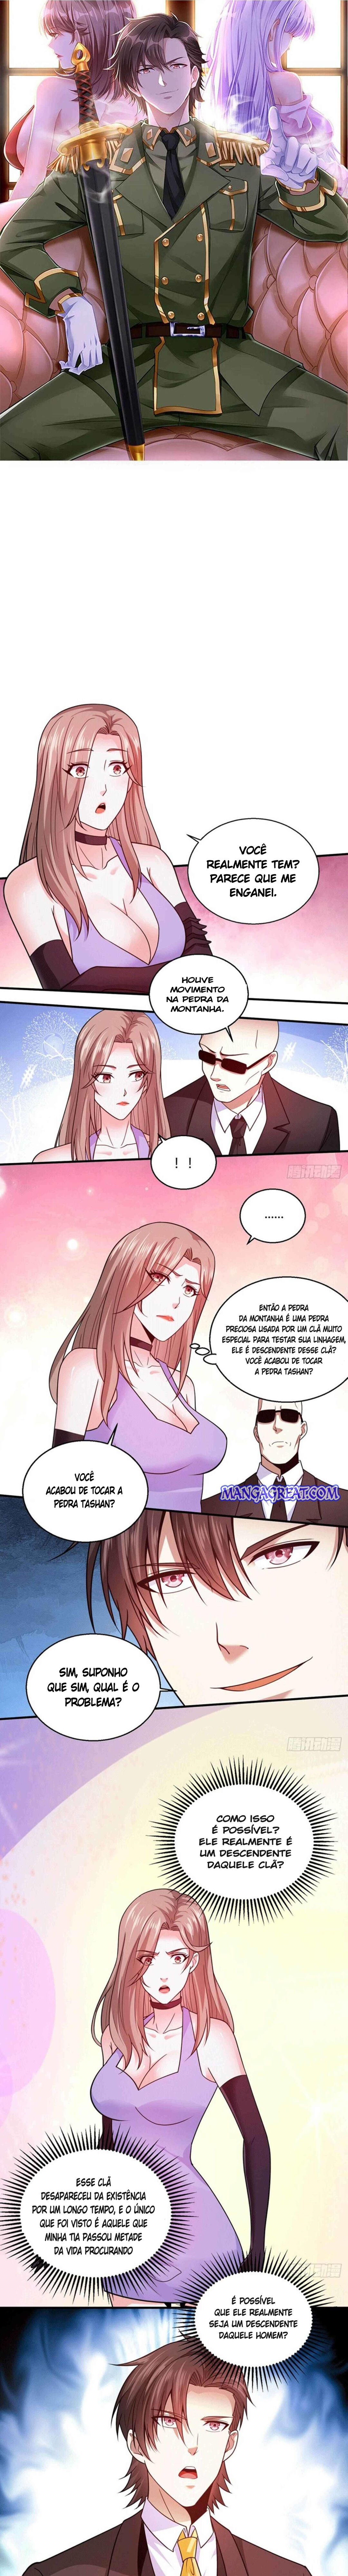 VOCÊ
REALMENTE TEM?
PARECE QUE ME
ENGANEI.
HOUVE
MOVIMENTO
NA PEDRA DA
MONTANHA.
! !
......
ENTÃO A PEDRA
DA MONTANHA É UMA PEDRA
PRECIOSA USADA POR UM CLÃ MUITO
ESPECIAL PARA TESTAR SUA LINHAGEM,
ELE É DESCENDENTE DESSE CLÃ?
VOCÊ ACABOU DE TOCAR
A PEDRA TASHAN?
MANGAGREAT.COM
VOCÊ
ACABOU DE TOCAR A
PEDRA TASHAN?
SIM, SUPONHO
QUE SIM, QUAL É O
PROBLEMA?
COMO ISSO
É POSSÍVEL?
ELE REALMENTE É
UM DESCENDENTE
DAQUELE CLÃ?
ESSE CLÃ
DESAPARECEU DA EXISTÊNCIA
POR UM LONGO TEMPO, E O ÚNICO
QUE FOI VISTO É AQUELE QUE
MINHA TIA PASSOU METADE
DA VIDA PROCURANDO
É POSSÍVEL
QUE ELE REALMENTE
SEJA UM DESCENDENTE
DAQUELE HOMEM?